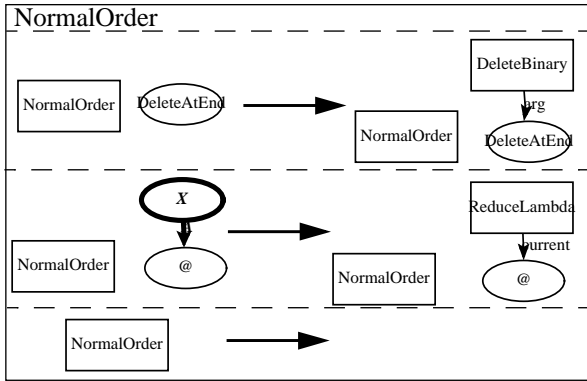 NormalOrder
DeleteBinary
NormalOrder DeleteAtEnd
arg
NormalOrder DeleteAtEnd
X
ReduceLambda
NormalOrder @
current
NormalOrder @
NormalOrder